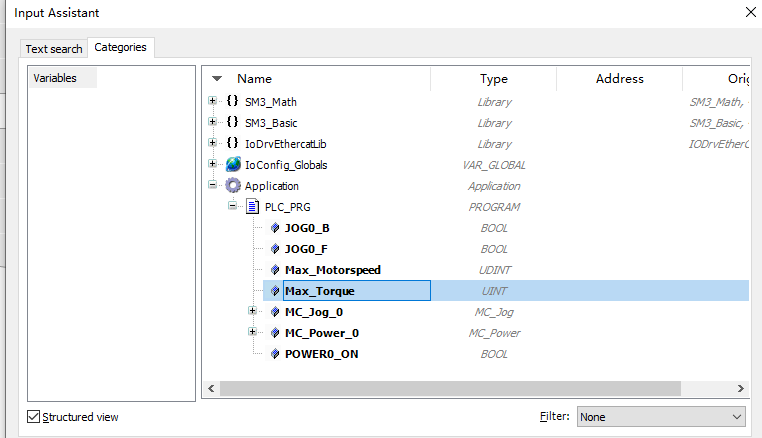 Input Assistant
Text search Categories
Variables
Name Type Address Orig
{} SM3_Math Library SM3_Math,
{} SM3_Basic Library SM3_Basic,
{} IoDrvEthercatLib Library IODrvEtherC
IoConfig_Globals VAR_GLOBAL
Application Application
PLC_PRG PROGRAM
JOG0_B BOOL
JOG0_F BOOL
Max_Motorspeed UDINT
Max_Torque UINT
MC_Jog_0 MC_Jog
MC_Power_0 MC_Power
POWER0_ON BOOL
Structured view
Filter: None